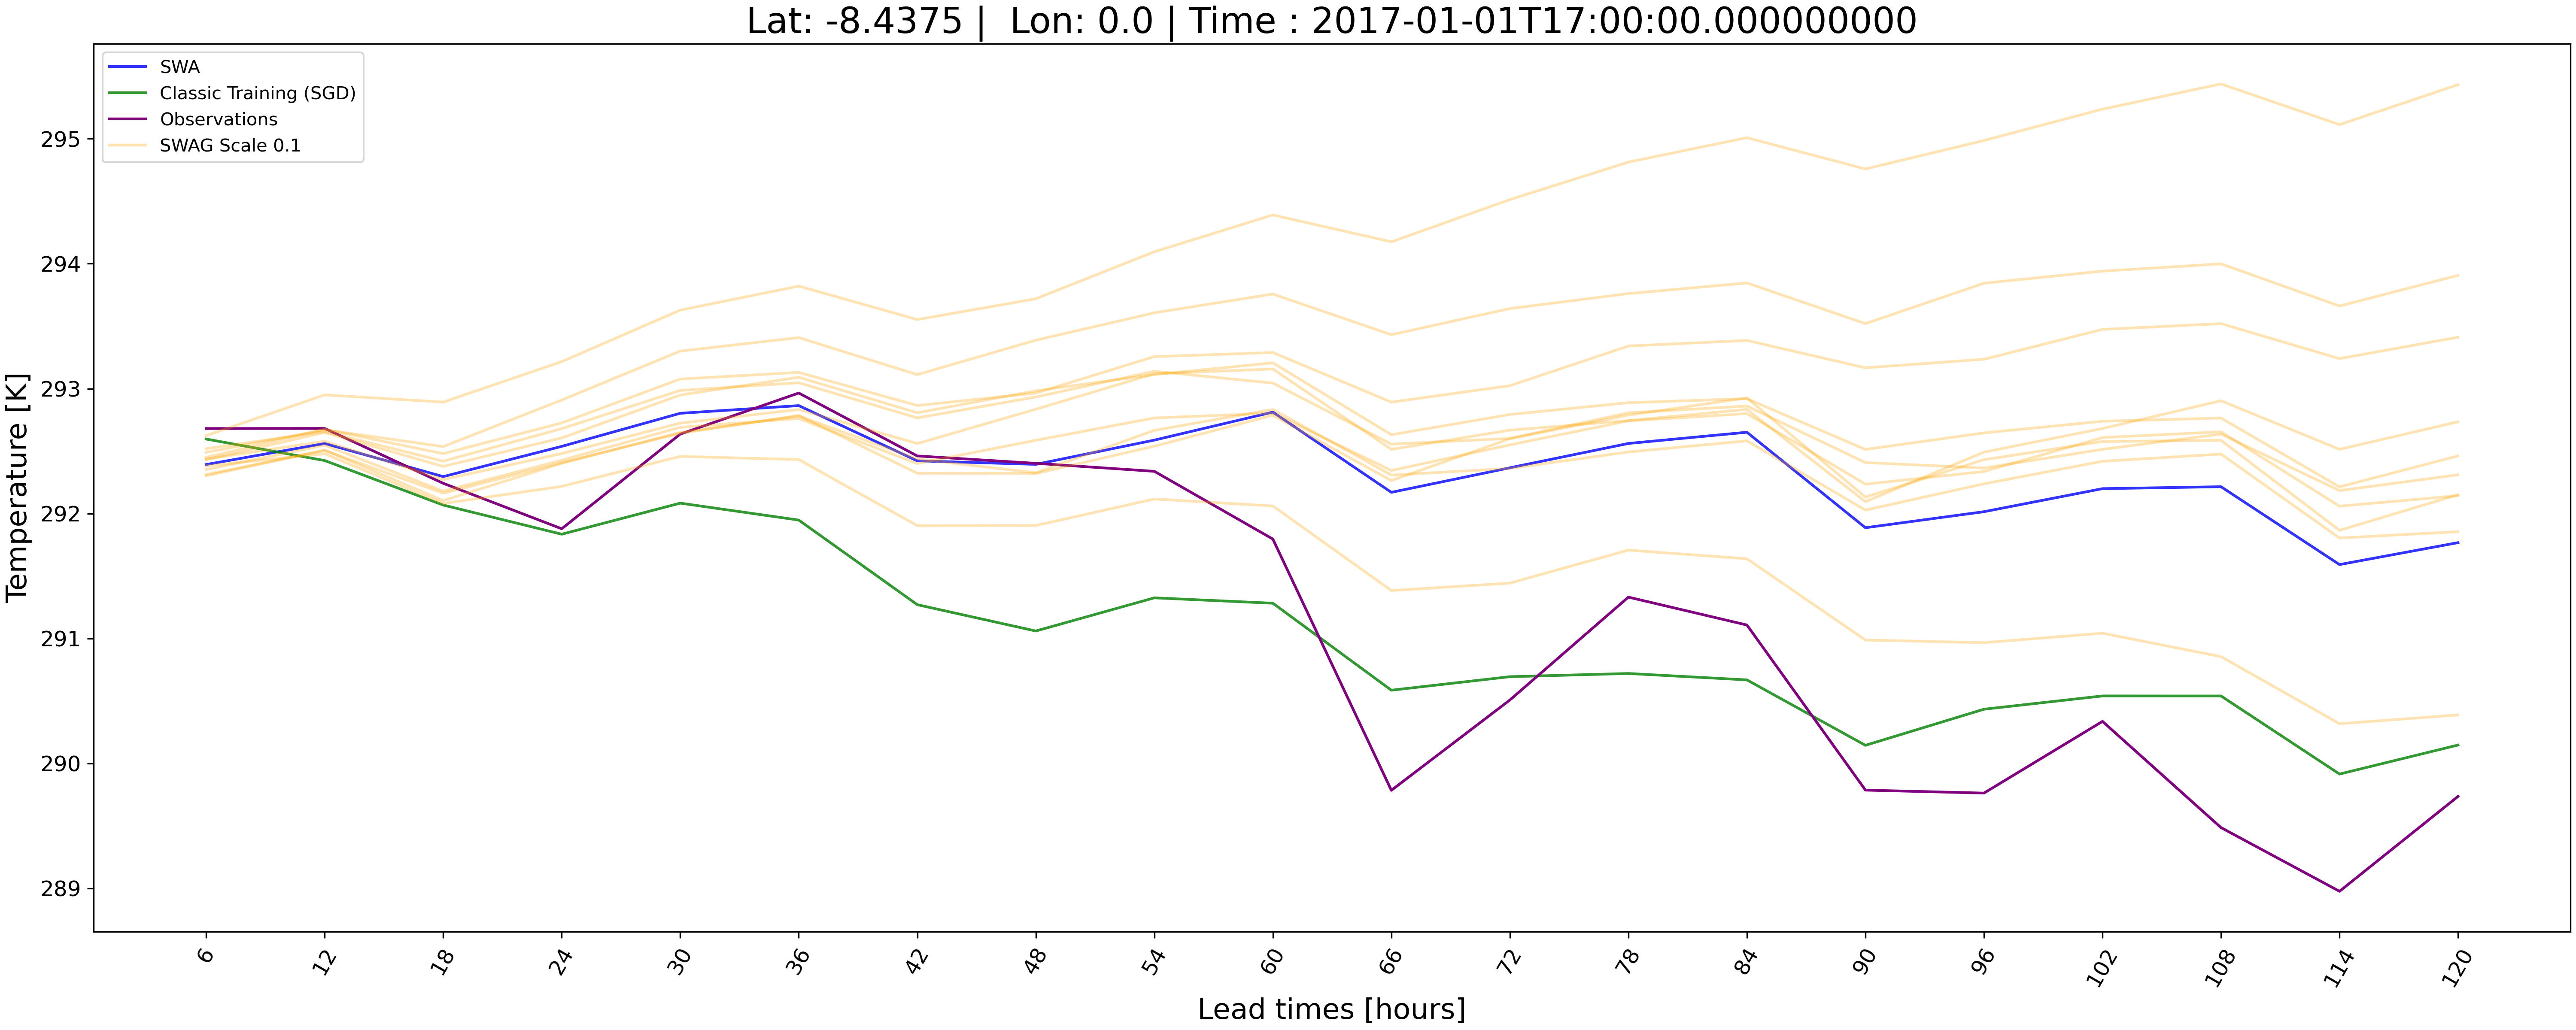 Lat: -8.4375 |  Lon: 0.0 | Time : 2017-01-01T17:00:00.000000000
SWA
Classic Training (SGD)
Observations
SWAG Scale 0.1
295
294
293
292
291
290
289
Temperature [K]
6 12 18 24 30 36 42 48 54 60 66 72 78 84 90 96 102 108 114 120
Lead times [hours]